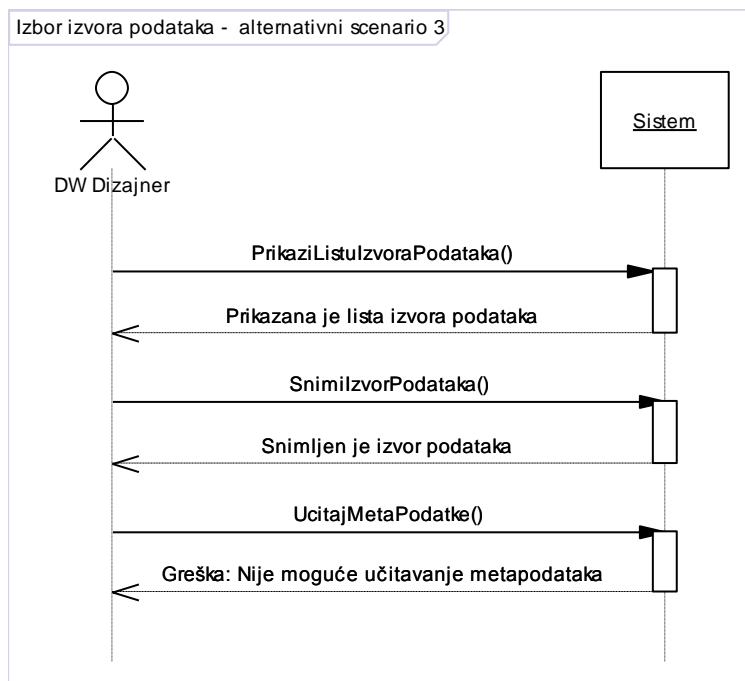 Izbor izvora podataka - alternativni scenario 3
Sistem
DW Dizajner
PrikaziListuIzvoraPodataka()
Prikazana je lista izvora podataka
SnimiIzvorPodataka()
Snimljen je izvor podataka
UcitajMetaPodatke()
Greška: Nije moguće učitavanje metapodataka